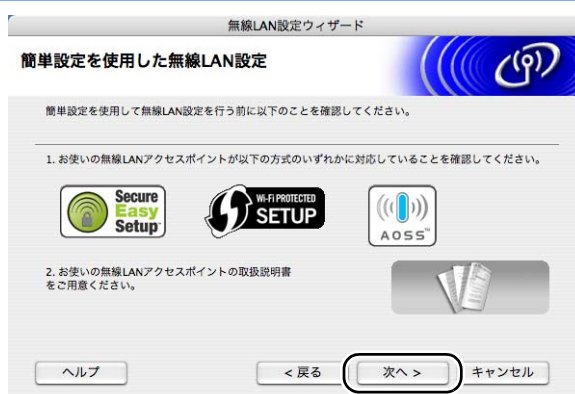 無線LAN設定ウィザード
簡単設定を使用した無線LAN設定
簡単設定を使用して無線LAN設定を行う前に以下のことを確認してください。
1. お使いの無線LANアクセスポイントが以下の方式のいずれかに対応していることを確認してください。
Secure
Easy
Setup™
Wi-Fi PROTECTED
SETUP
AOSS™
2. お使いの無線LANアクセスポイントの取扱説明書
をご用意ください。
ヘルプ
< 戻る
次へ >
キャンセル